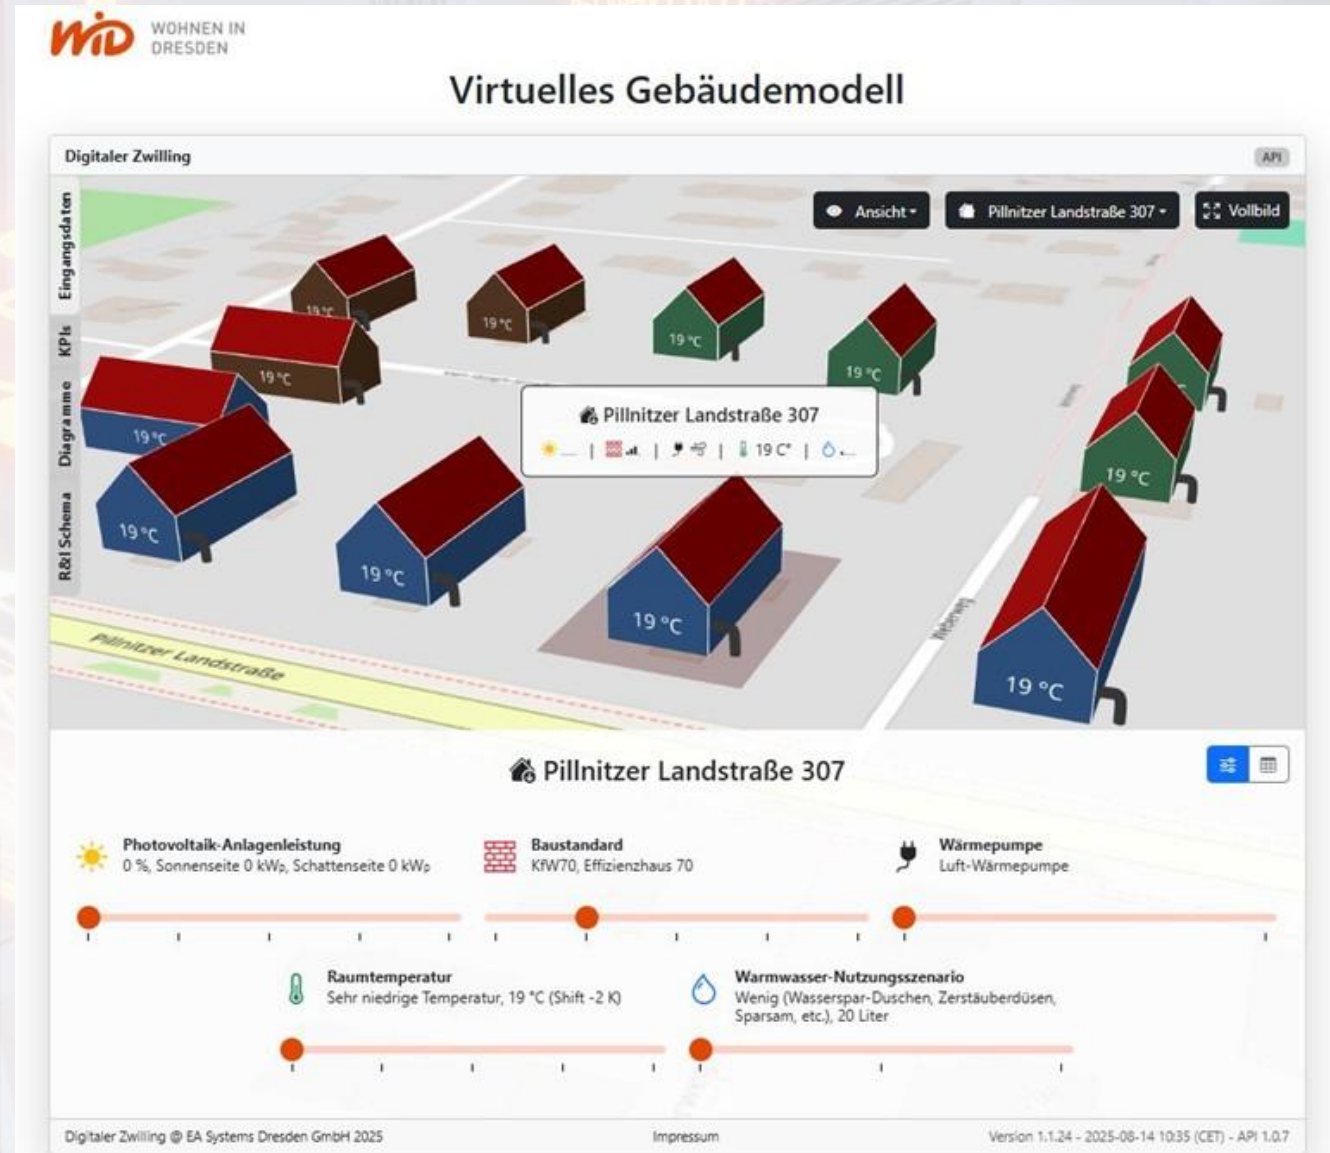 WiD WOHNEN IN
DRESDEN
Virtuelles Gebäudemodell
Digitaler Zwilling
API
Eingangsdaten
KPIs
Diagramme
R&I Schema
Ansicht
Pillnitzer Landstraße 307
Vollbild
19 °C
19 °C
19 °C
19 °C
19 °C
19 °C
Pillnitzer Landstraße 307
... | | | 19 C° | ...
19 °C
19 °C
19 °C
19 °C
19 °C
19 °C
Weberweg
Pillnitzer Landstraße
Pillnitzer Landstraße 307
Photovoltaik-Anlagenleistung
0 %, Sonnenseite 0 kWp, Schattenseite 0 kWp
Baustandard
KfW70, Effizienzhaus 70
Wärmepumpe
Luft-Wärmepumpe
Raumtemperatur
Sehr niedrige Temperatur, 19 °C (Shift -2 K)
Warmwasser-Nutzungsszenario
Wenig (Wasserspar-Duschen, Zerstäuberdüsen,
Sparsam, etc.), 20 Liter
Digitaler Zwilling @ EA Systems Dresden GmbH 2025
Impressum
Version 1.1.24 - 2025-08-14 10:35 (CET) - API 1.0.7